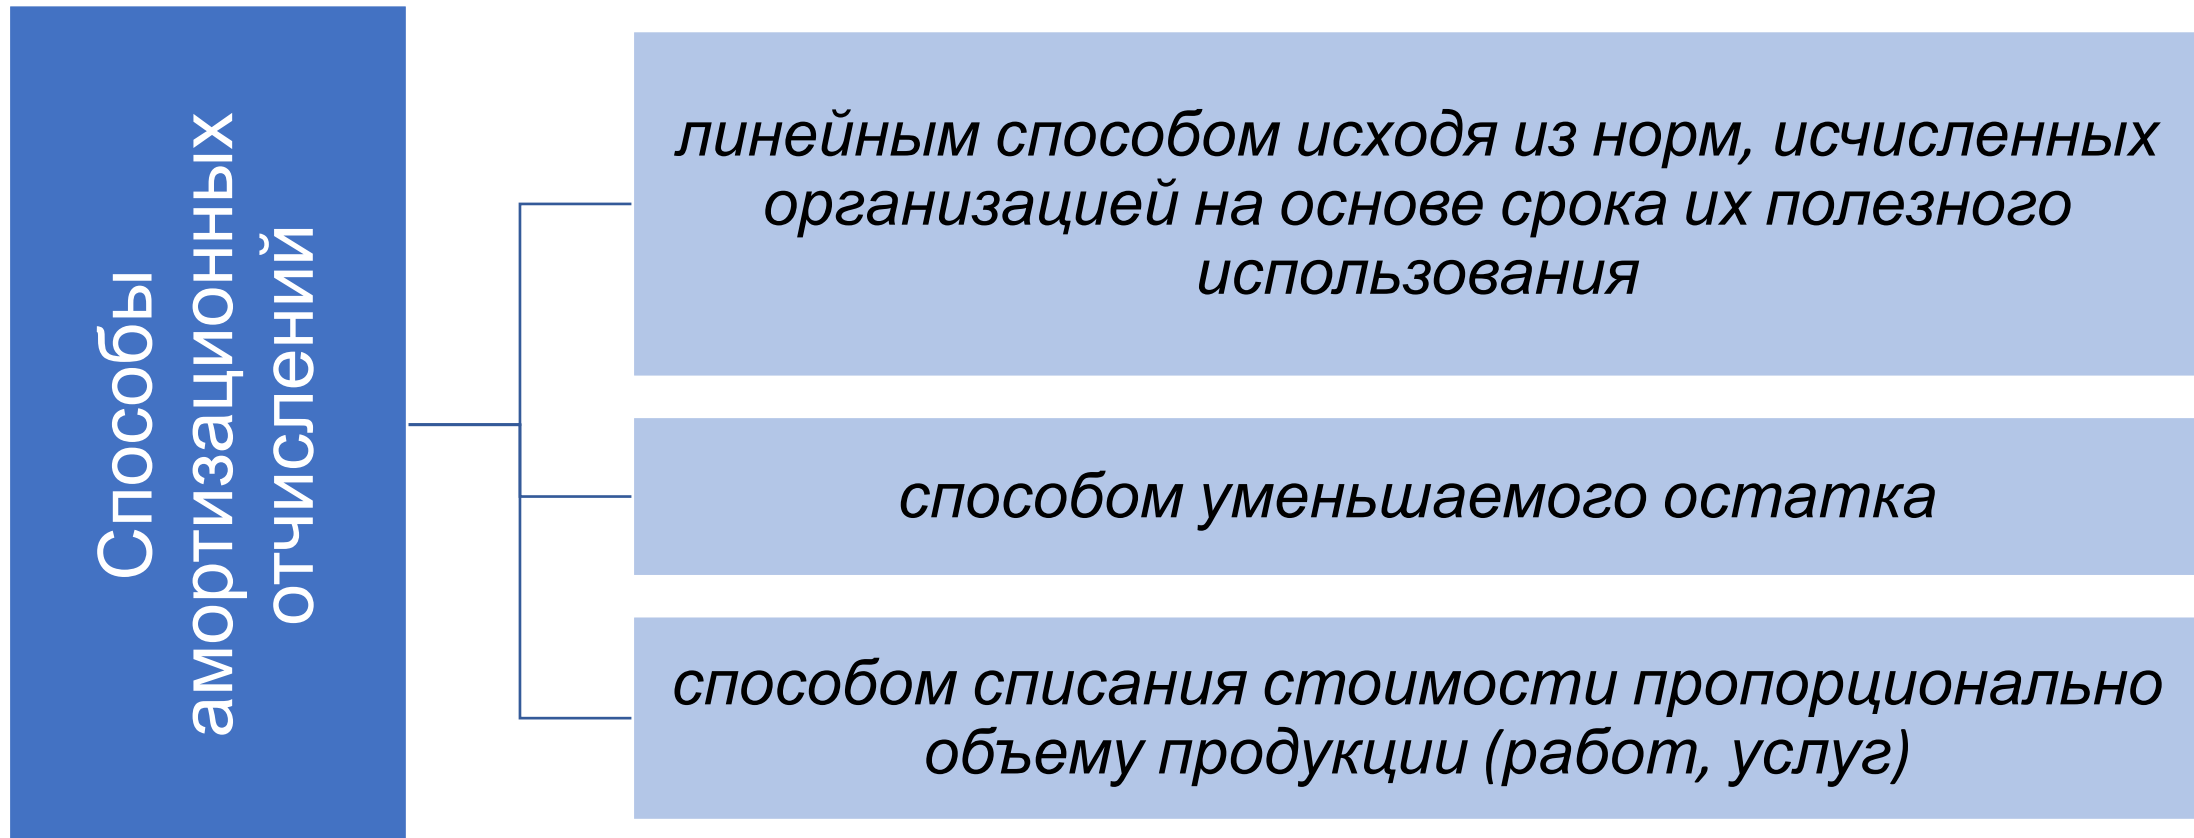 Способы
амортизационных
отчислений
линейным способом исходя из норм, исчисленных
организацией на основе срока их полезного
использования
способом уменьшаемого остатка
способом списания стоимости пропорционально
объему продукции (работ, услуг)